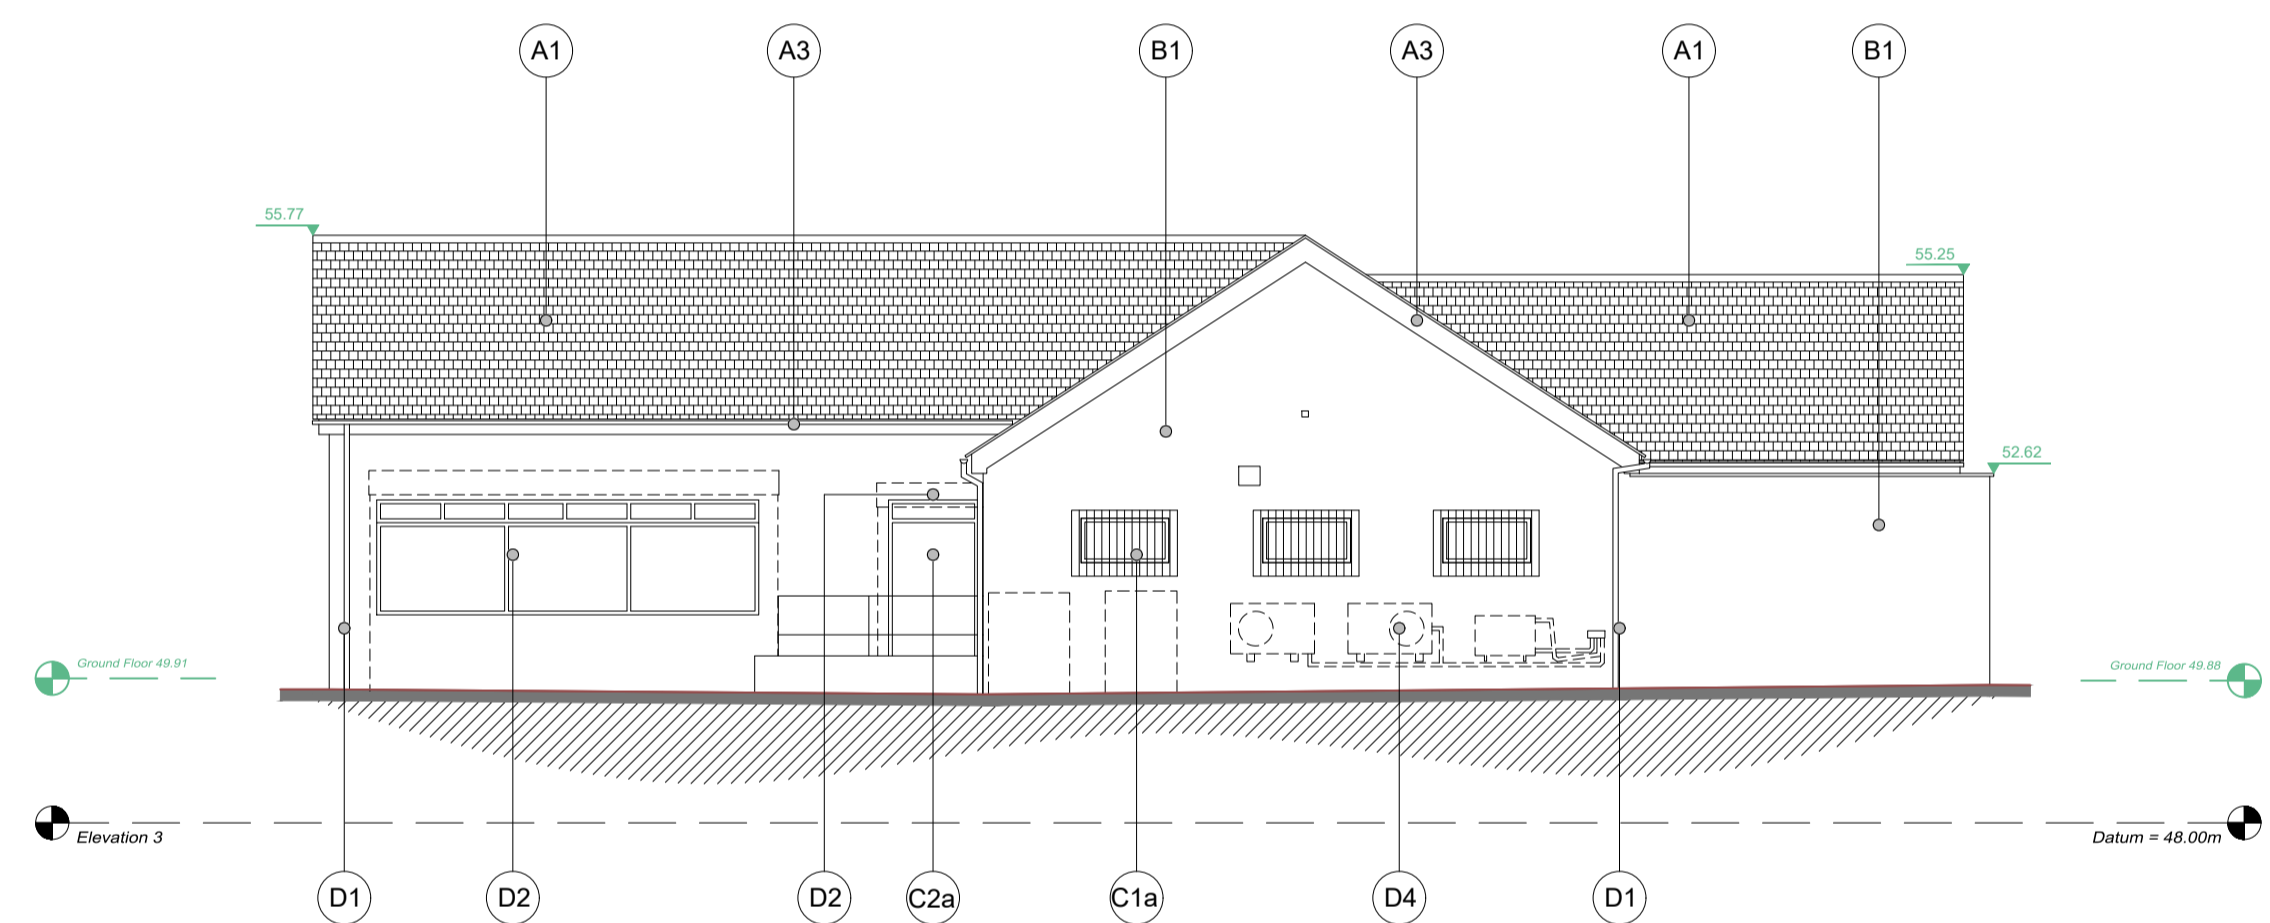 A1
A3
B1
A3
A1
B1
55.77
55.25
52.62
Ground Floor 49.91
Ground Floor 49.88
Elevation 3
Datum = 48.00m
D1
D2
D2
C2a
C1a
D4
D1